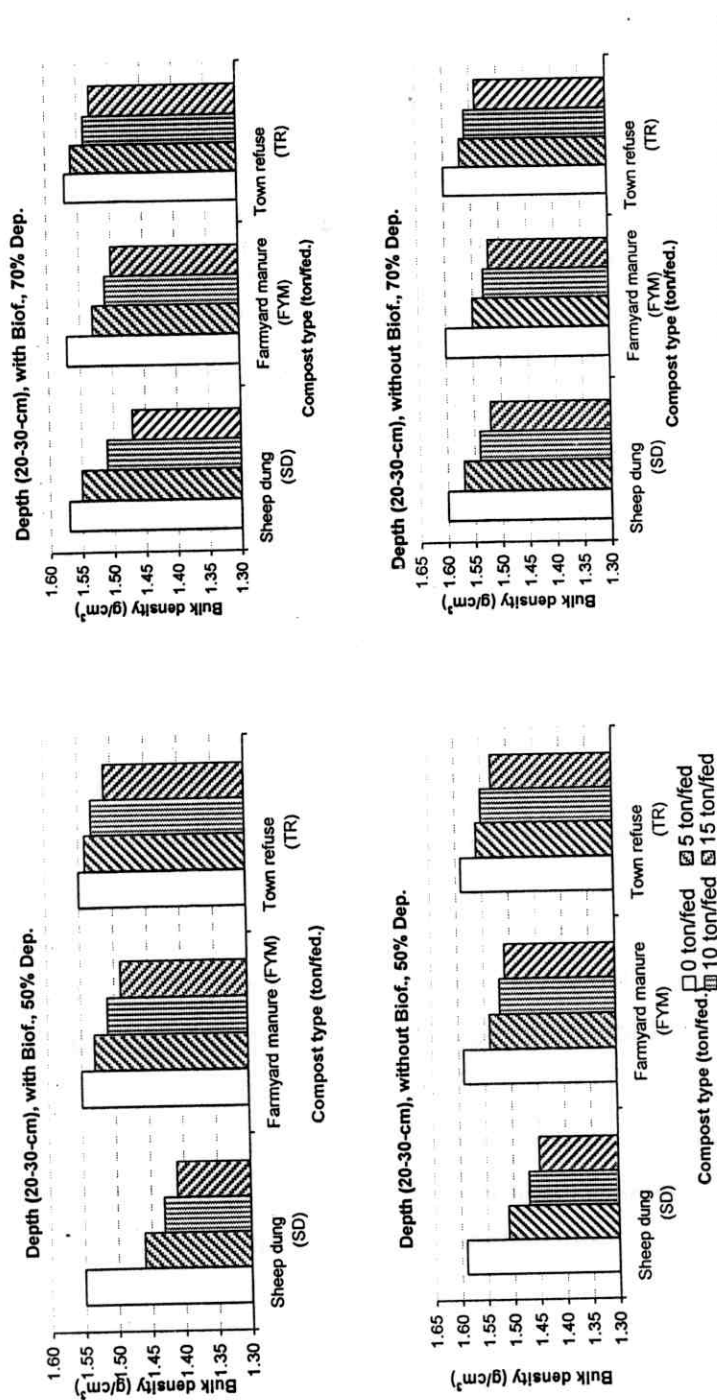 Depth (20-30-cm), with Biof., 50% Dep.
Bulk density (g/cm³)
1.60
1.55
1.50
1.45
1.40
1.35
1.30
Sheep dung
(SD)
Farmyard manure (FYM)
Town refuse
(TR)
Compost type (ton/fed.)
Depth (20-30-cm), with Biof., 70% Dep.
Bulk density (g/cm³)
1.60
1.55
1.50
1.45
1.40
1.35
1.30
Sheep dung
(SD)
Farmyard manure
(FYM)
Town refuse
(TR)
Compost type (ton/fed.)
Depth (20-30-cm), without Biof., 50% Dep.
Bulk density (g/cm³)
1.65
1.60
1.55
1.50
1.45
1.40
1.35
1.30
Sheep dung
(SD)
Farmyard manure
(FYM)
Town refuse
(TR)
Compost type (ton/fed.)
0 ton/fed 5 ton/fed
10 ton/fed 15 ton/fed
Depth (20-30-cm), without Biof., 70% Dep.
Bulk density (g/cm³)
1.65
1.60
1.55
1.50
1.45
1.40
1.35
1.30
Sheep dung
(SD)
Farmyard manure
(FYM)
Town refuse
(TR)
Compost type (ton/fed.)